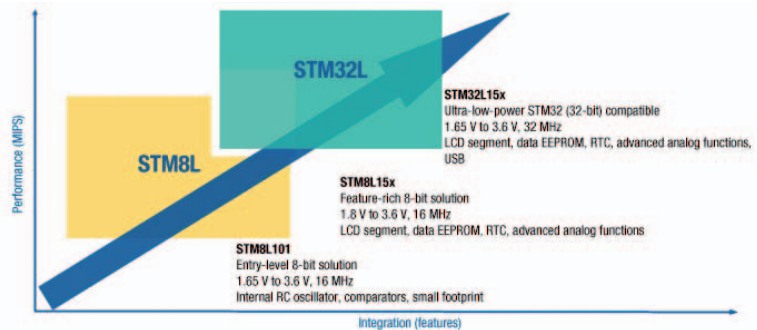 STM32L
STM32L15x
Ultra-low-power STM32 (32-bit) compatible
1.65 V to 3.6 V, 32 MHz
LCD segment, data EEPROM, RTC, advanced analog functions,
USB
STM8L
STM8L15x
Feature-rich 8-bit solution
1.8 V to 3.6 V, 16 MHz
LCD segment, data EEPROM, RTC, advanced analog functions
STM8L101
Entry-level 8-bit solution
1.65 V to 3.6 V, 16 MHz
Internal RC oscillator, comparators, small footprint
Performance (MIPS)
Integration (features)